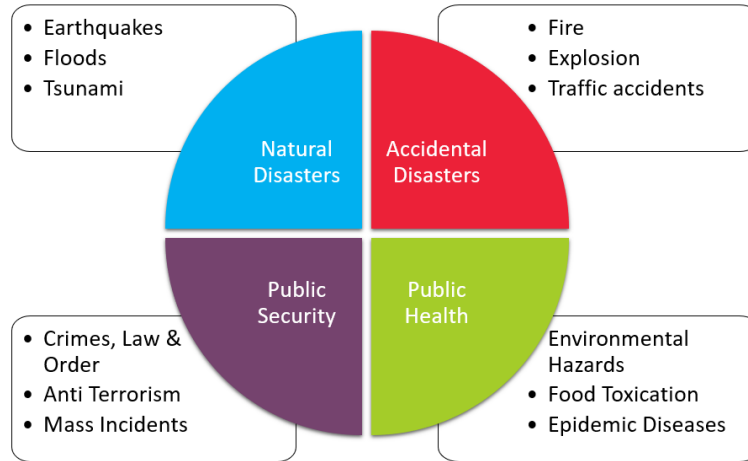 • Earthquakes
• Floods
• Tsunami
• Fire
• Explosion
• Traffic accidents
Natural
Disasters
Accidental
Disasters
Public
Security
Public
Health
• Crimes, Law &
Order
• Anti Terrorism
• Mass Incidents
Environmental
Hazards
• Food Toxication
• Epidemic Diseases